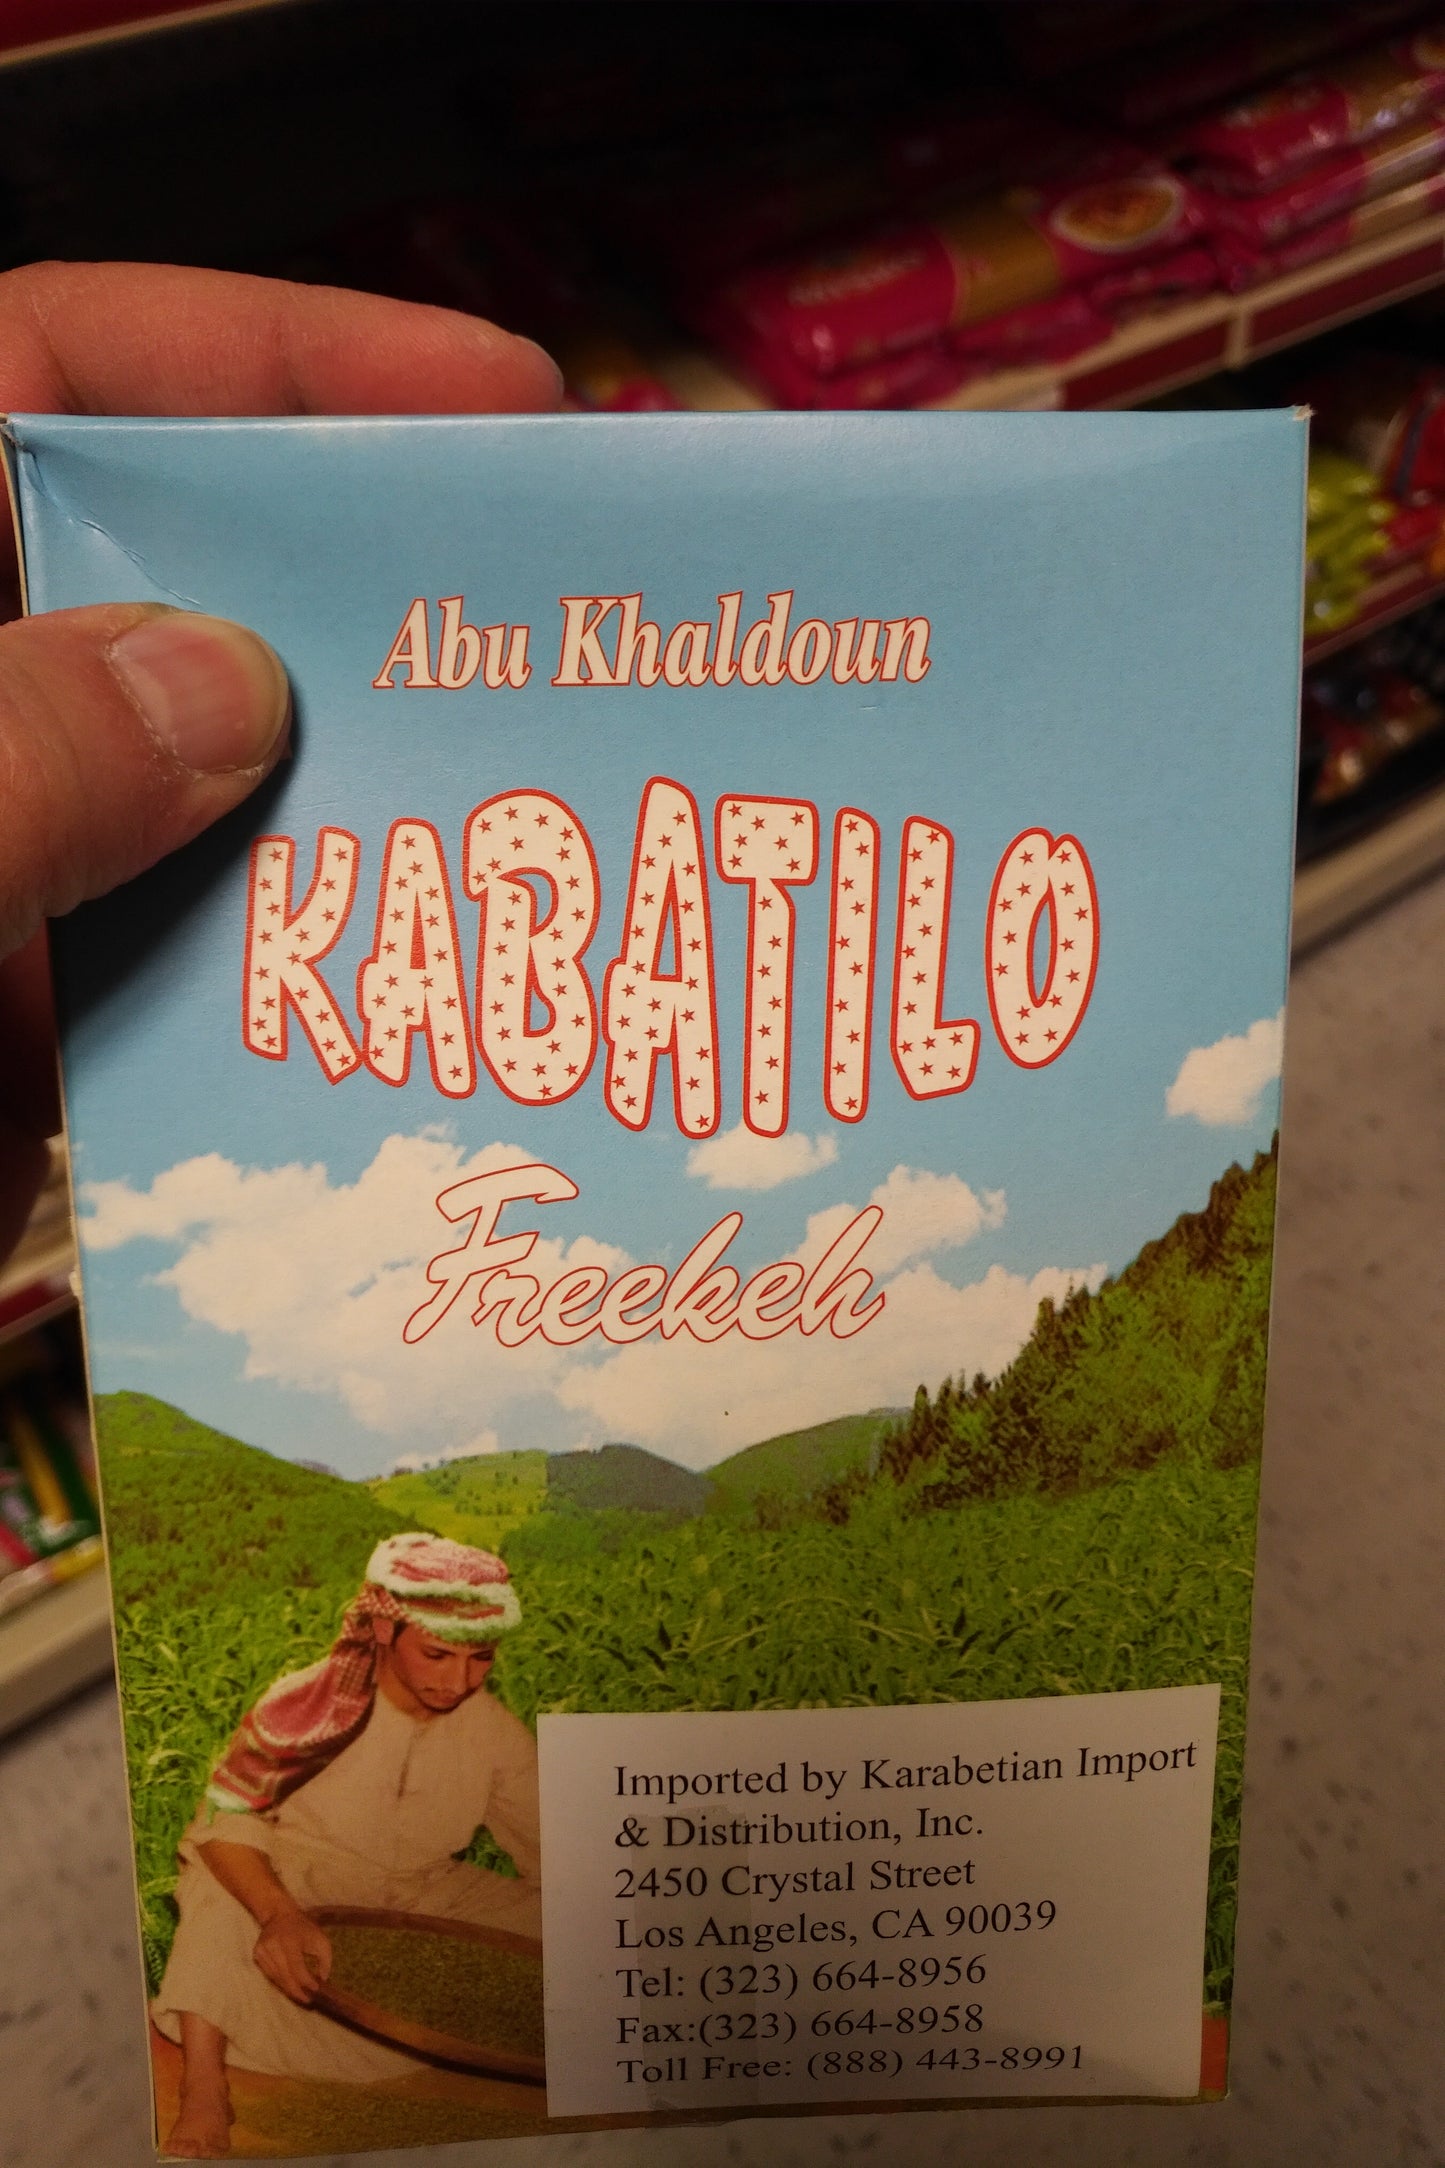 Abu Khaldoun
KABATILO
Freekeh
Imported by Karabetian Import
& Distribution, Inc.
2450 Crystal Street
Los Angeles, CA 90039
Tel: (323) 664-8956
Fax:(323) 664-8958
Toll Free: (888) 443-8991